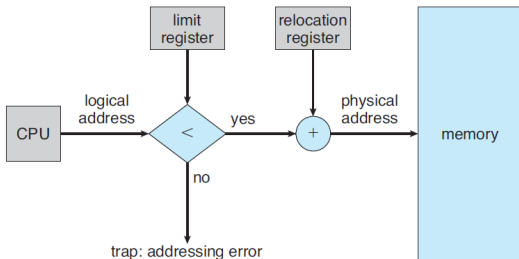 limit
register
relocation
register
logical
address
physical
address
CPU
<
yes
+
memory
no
trap: addressing error